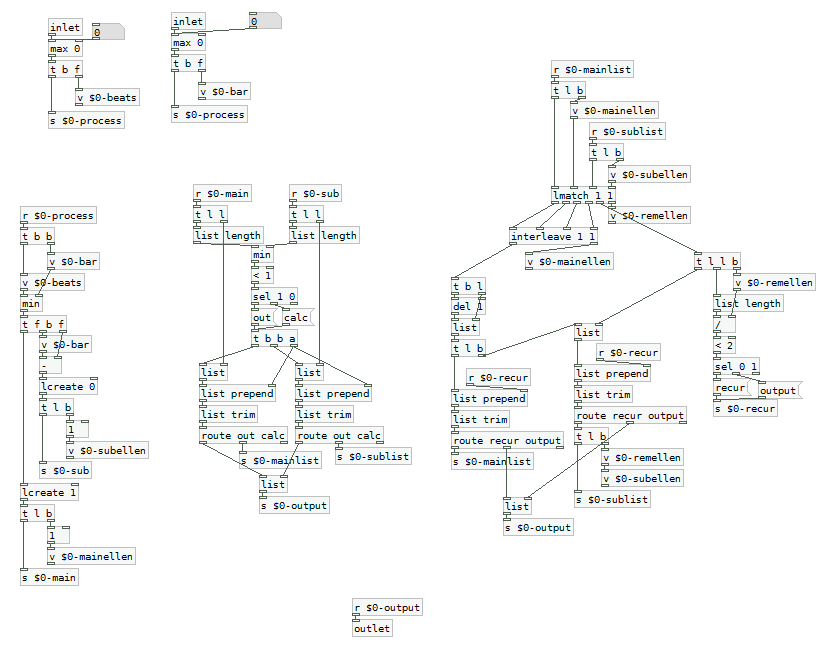 inlet
0
max 0
t b f
v $0-beats
s $0-process
inlet
0
max 0
t b f
v $0-bar
s $0-process
r $0-process
t b b
v $0-bar
v $0-beats
min
t f b f
v $0-bar
-
lcreate 0
t l b
1
v $0-subellen
s $0-sub
lcreate 1
t l b
1
v $0-mainellen
s $0-main
r $0-main
r $0-sub
t l l
t l l
list length
list length
min
< 1
sel 1 0
out
calc
t b b a
list
list
list prepend
list prepend
list trim
list trim
route out calc
route out calc
s $0-mainlist
s $0-sublist
list
s $0-output
r $0-output
outlet
r $0-mainlist
t l b
v $0-mainellen
r $0-sublist
t l b
v $0-subellen
lmatch 1 1
v $0-remellen
interleave 1 1
v $0-mainellen
t b l
del 1
list
t l b
r $0-recur
list prepend
list trim
route recur output
s $0-mainlist
list
r $0-recur
list prepend
list trim
route recur output
t l b
v $0-remellen
v $0-subellen
s $0-sublist
list
s $0-output
t l l b
v $0-remellen
list length
/
< 2
sel 0 1
recur
output
s $0-recur